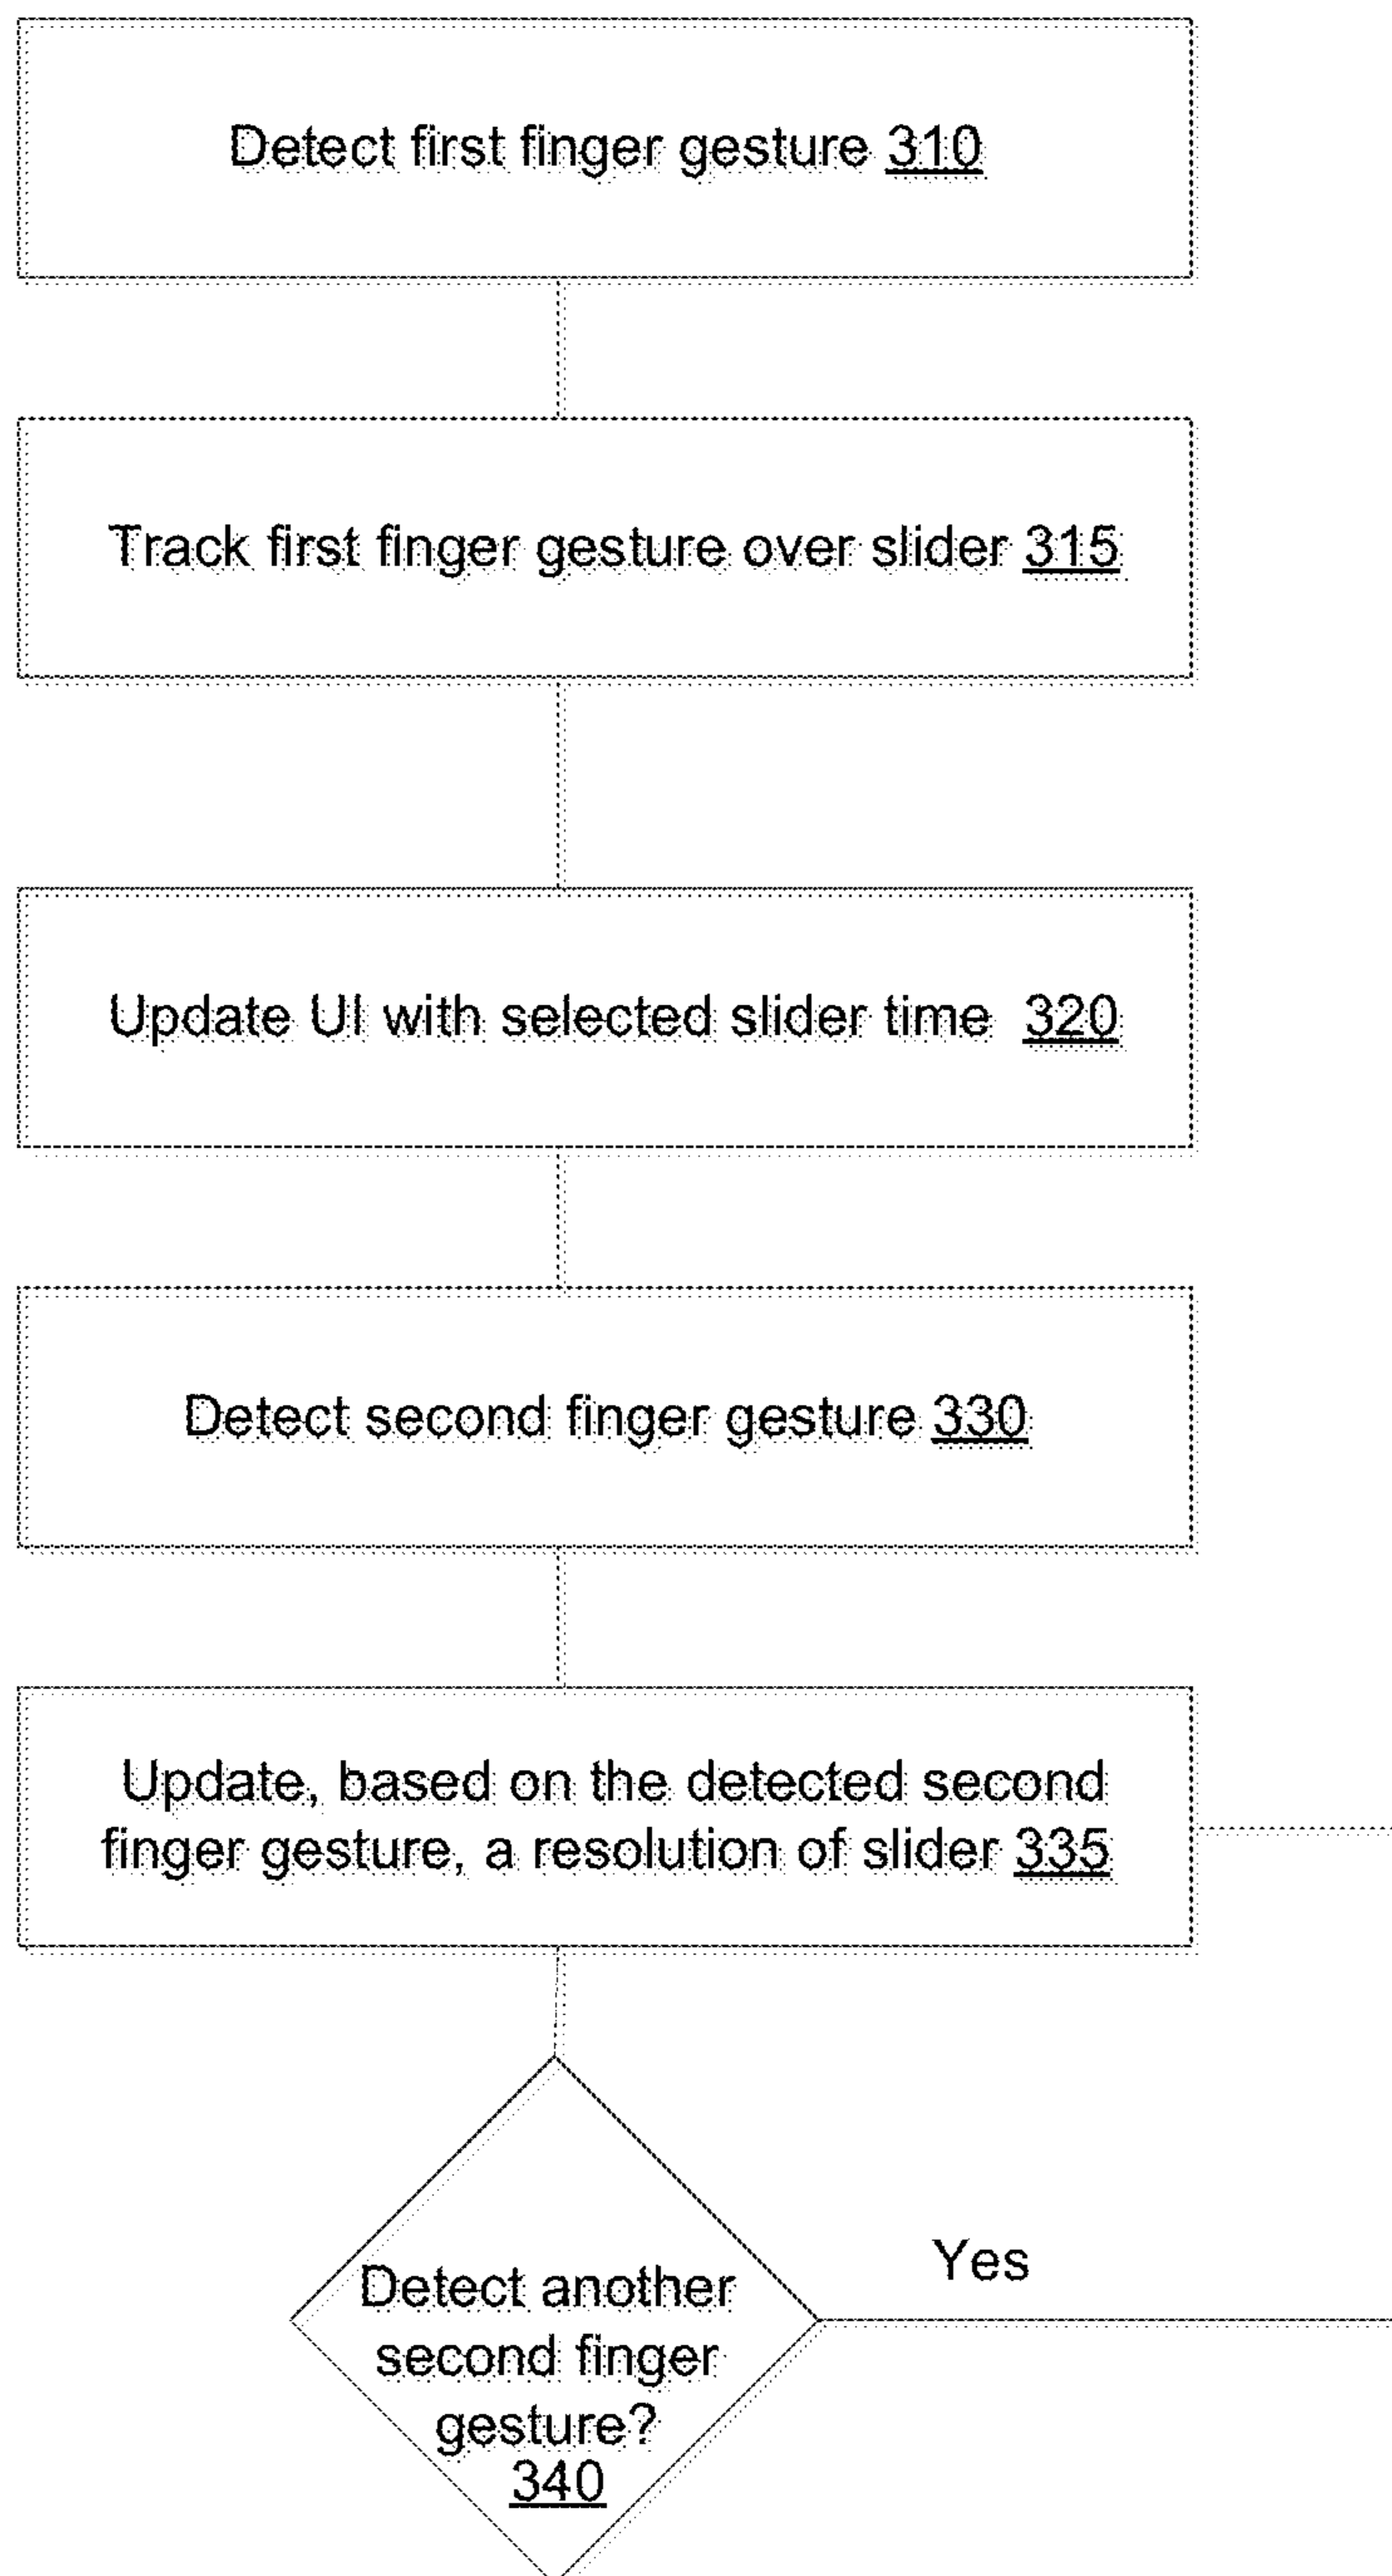 Detect first finger gesture 310
Track first finger gesture over slider 315
Update UI with selected slider time 320
Detect second finger gesture 330
Update, based on the detected second
finger gesture, a resolution of slider 335
Yes
Detect another
second finger
gesture?
340